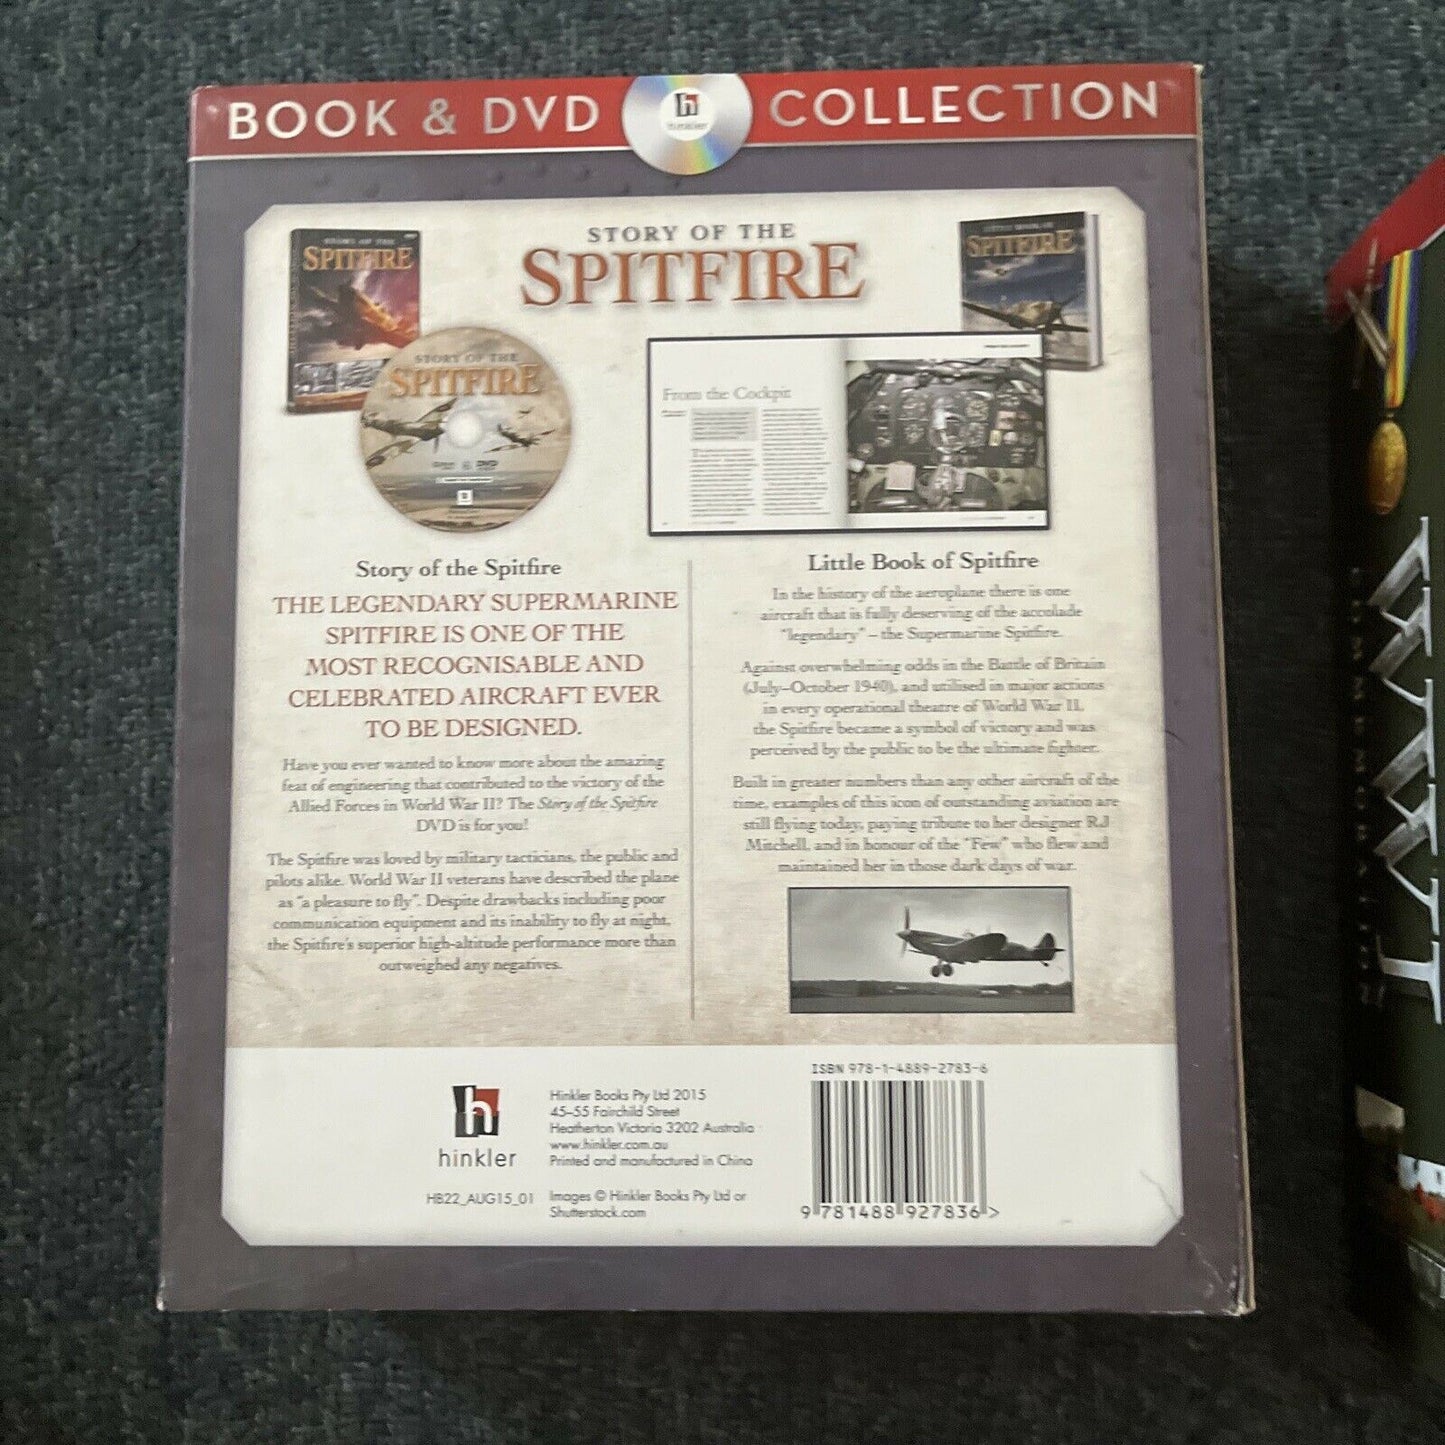 BOOK & DVD
hinkler
COLLECTION
STORY OF THE
SPITFIRE
STORY OF THE
SPITFIRE
SPITFIRE
STORY OF THE
SPITFIRE
DVD
From the Cockpit
Story of the Spitfire
THE LEGENDARY SUPERMARINE
SPITFIRE IS ONE OF THE
MOST RECOGNISABLE AND
CELEBRATED AIRCRAFT EVER
TO BE DESIGNED.
Have you ever wanted to know more about the amazing
feat of engineering that contributed to the victory of the
Allied Forces in World War II? The Story of the Spitfire
DVD is for you!
The Spitfire was loved by military tacticians, the public and
pilots alike. World War II veterans have described the plane
as "a pleasure to fly". Despite drawbacks including poor
communication equipment and its inability to fly at night,
the Spitfire's superior high-altitude performance more than
outweighed any negatives.
Little Book of Spitfire
In the history of the aeroplane there is one
aircraft that is fully deserving of the accolade
"legendary" – the Supermarine Spitfire.
Against overwhelming odds in the Battle of Britain
(July–October 1940), and utilised in major actions
in every operational theatre of World War II,
the Spitfire became a symbol of victory and was
perceived by the public to be the ultimate fighter.
Built in greater numbers than any other aircraft of the
time, examples of this icon of outstanding aviation are
still flying today, paying tribute to her designer RJ
Mitchell, and in honour of the "Few" who flew and
maintained her in those dark days of war.
hinkler
HB22_AUG15_01
Hinkler Books Pty Ltd 2015
45–55 Fairchild Street
Heatherton Victoria 3202 Australia
www.hinkler.com.au
Printed and manufactured in China
Images © Hinkler Books Pty Ltd or
Shutterstock.com
ISBN 978-1-4889-2783-6
9 781488 927836 >